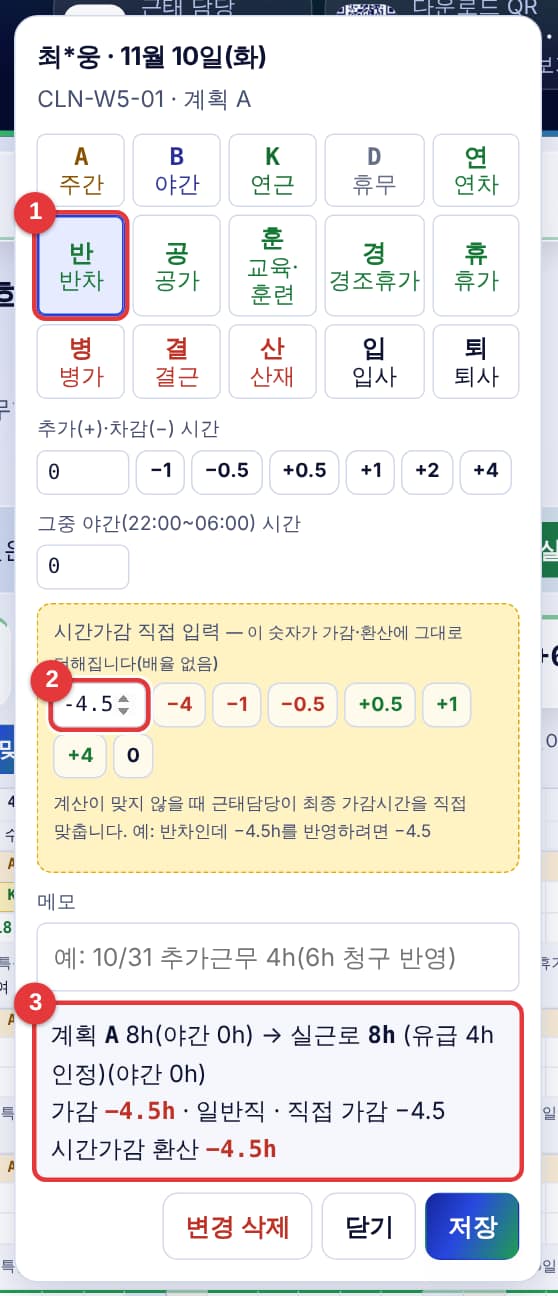 근태 담당
다운로드 QR
최*웅 · 11월 10일(화)
CLN-W5-01 · 계획 A
A 주간
B 야간
K 연근
D 휴무
연 연차
1
반 반차
공 공가
훈 교육·훈련
경 경조휴가
휴 휴가
병 병가
결 결근
산 산재
입 입사
퇴 퇴사
추가(+)·차감(−) 시간
0 −1 −0.5 +0.5 +1 +2 +4
그중 야간(22:00~06:00) 시간
0
시간가감 직접 입력 — 이 숫자가 가감·환산에 그대로
더해집니다(배율 없음)
2
-4.5 −4 −1 −0.5 +0.5 +1
+4 0
계산이 맞지 않을 때 근태담당이 최종 가감시간을 직접
맞춥니다. 예: 반차인데 −4.5h를 반영하려면 −4.5
메모
예: 10/31 추가근무 4h(6h 청구 반영)
3
계획 A 8h(야간 0h) → 실근로 8h (유급 4h
인정)(야간 0h)
가감 −4.5h · 일반직 · 직접 가감 −4.5
시간가감 환산 −4.5h
변경 삭제 닫기 저장